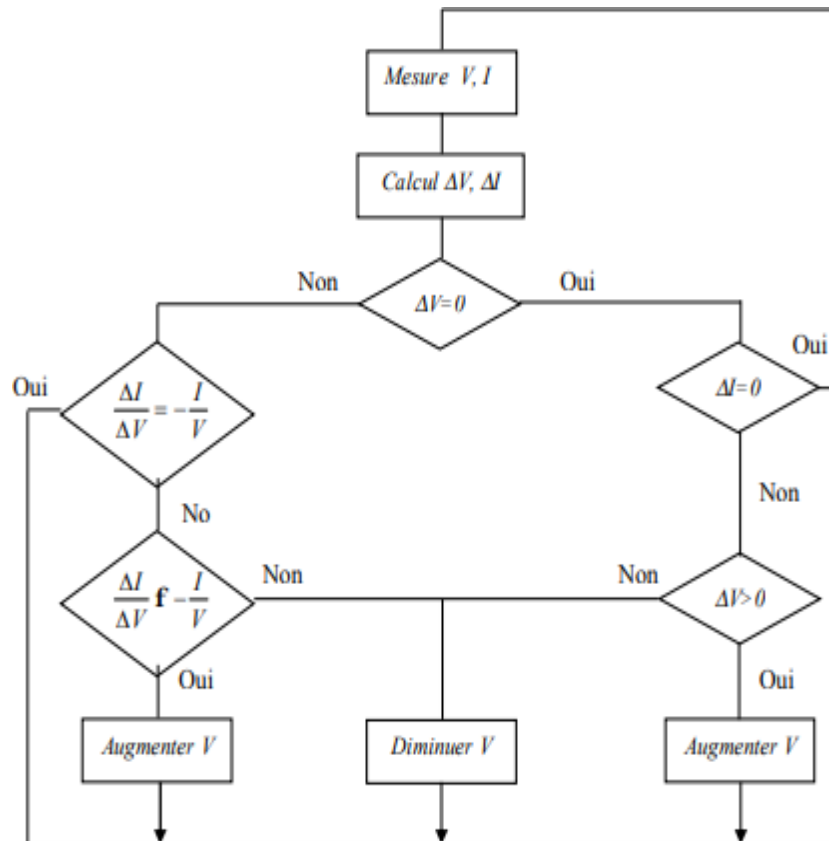 Mesure V, I
Calcul ΔV, ΔI
Non
ΔV=0
Oui
Oui
ΔI/ΔV = -I/V
ΔI=0
Oui
No
Non
ΔI/ΔV f -I/V
Non
Non
ΔV>0
Oui
Oui
Augmenter V
Diminuer V
Augmenter V